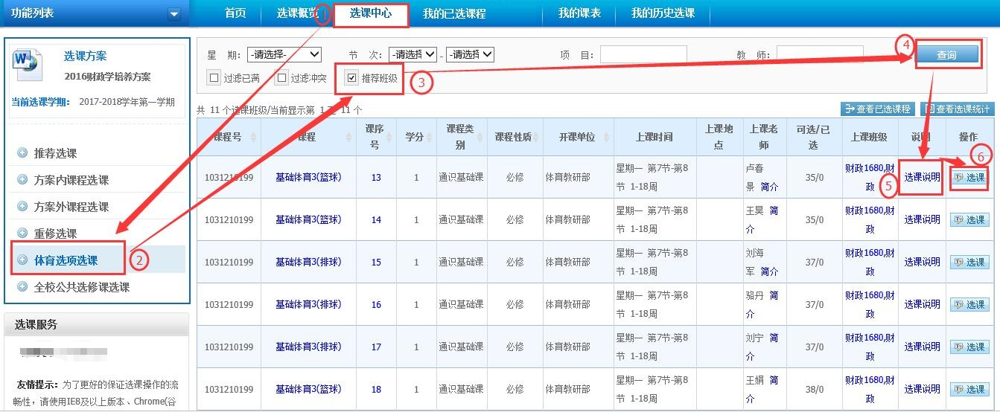 功能列表
首页 选课概览 选课中心 我的已选课程 我的课表 我的历史选课
①
选课方案
2016财政学培养方案
当前选课学期： 2017-2018学年第一学期
推荐选课
方案内课程选课
方案外课程选课
重修选课
体育选项选课
②
全校公共选修课选课
选课服务
友情提示：为了更好的保证选课操作的流
畅性，请使用IE8及以上版本、Chrome(谷
星 期： -请选择- 节 次： -请选择 - -请选择 项 目： 教 师： ④ 查询
过滤已满 过滤冲突 推荐班级 ③
共 11 个选课班级/当前显示第 1 至 11 个 查看已选课程 查看选课统计
课程号 课程 课序号 学分 课程类别 课程性质 开课单位 上课时间 上课地点 上课老师 可选/已选 上课班级 说明 操作
⑤ ⑥
1031210199 基础体育3(篮球) 13 1 通识基础课 必修 体育教研部 星期一 第7节-第8节 1-18周 卢春景 简介 35/0 财政1680,财政 选课说明 选课
1031210199 基础体育3(篮球) 14 1 通识基础课 必修 体育教研部 星期一 第7节-第8节 1-18周 王昊 简介 35/0 财政1680,财政 选课说明 选课
1031210199 基础体育3(排球) 15 1 通识基础课 必修 体育教研部 星期一 第7节-第8节 1-18周 刘海军 简介 37/0 财政1680,财政 选课说明 选课
1031210199 基础体育3(排球) 16 1 通识基础课 必修 体育教研部 星期一 第7节-第8节 1-18周 骆丹 简介 37/0 财政1680,财政 选课说明 选课
1031210199 基础体育3(排球) 17 1 通识基础课 必修 体育教研部 星期一 第7节-第8节 1-18周 刘宁 简介 37/0 财政1680,财政 选课说明 选课
1031210199 基础体育3(篮球) 18 1 通识基础课 必修 体育教研部 星期一 第7节-第8节 1-18周 王娟 简介 38/0 财政1680,财政 选课说明 选课